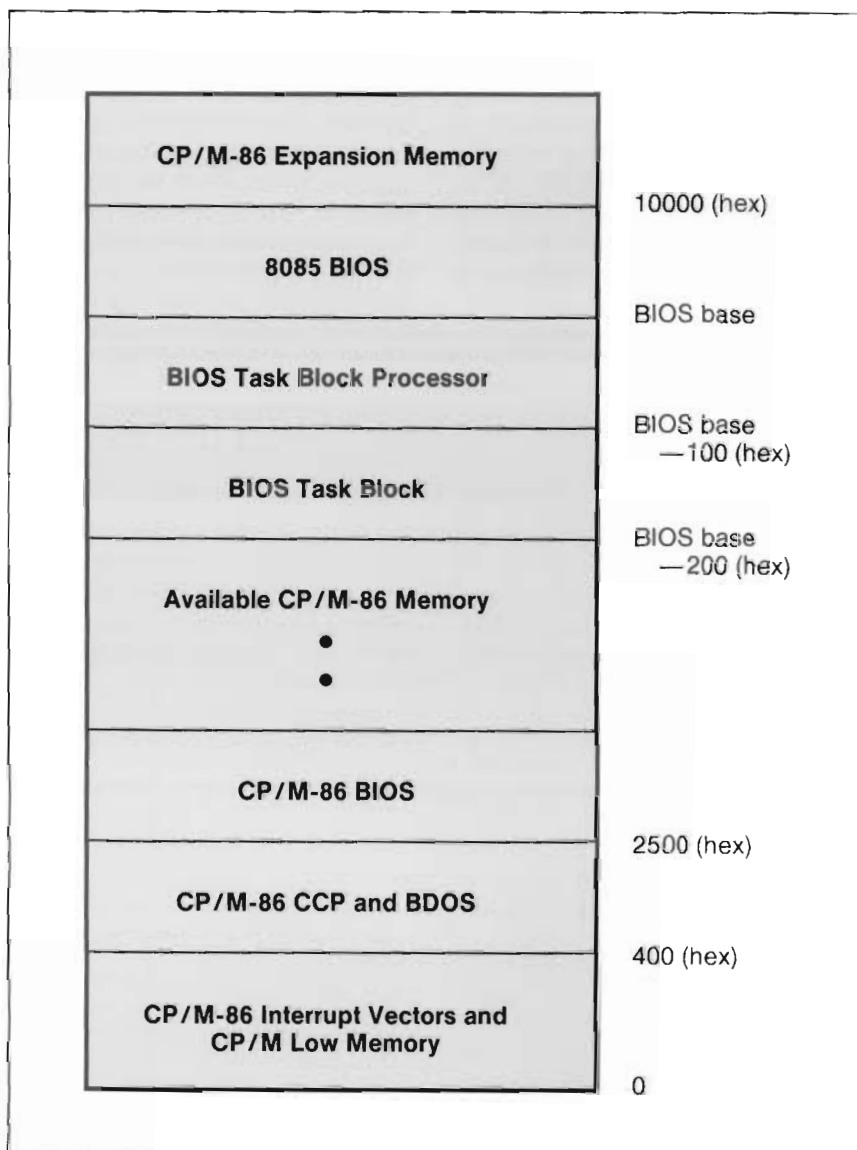 CP/M-86 Expansion Memory
10000 (hex)
8085 BIOS
BIOS base
BIOS Task Block Processor
BIOS base
—100 (hex)
BIOS Task Block
BIOS base
—200 (hex)
Available CP/M-86 Memory
CP/M-86 BIOS
2500 (hex)
CP/M-86 CCP and BDOS
400 (hex)
CP/M-86 Interrupt Vectors and
CP/M Low Memory
0